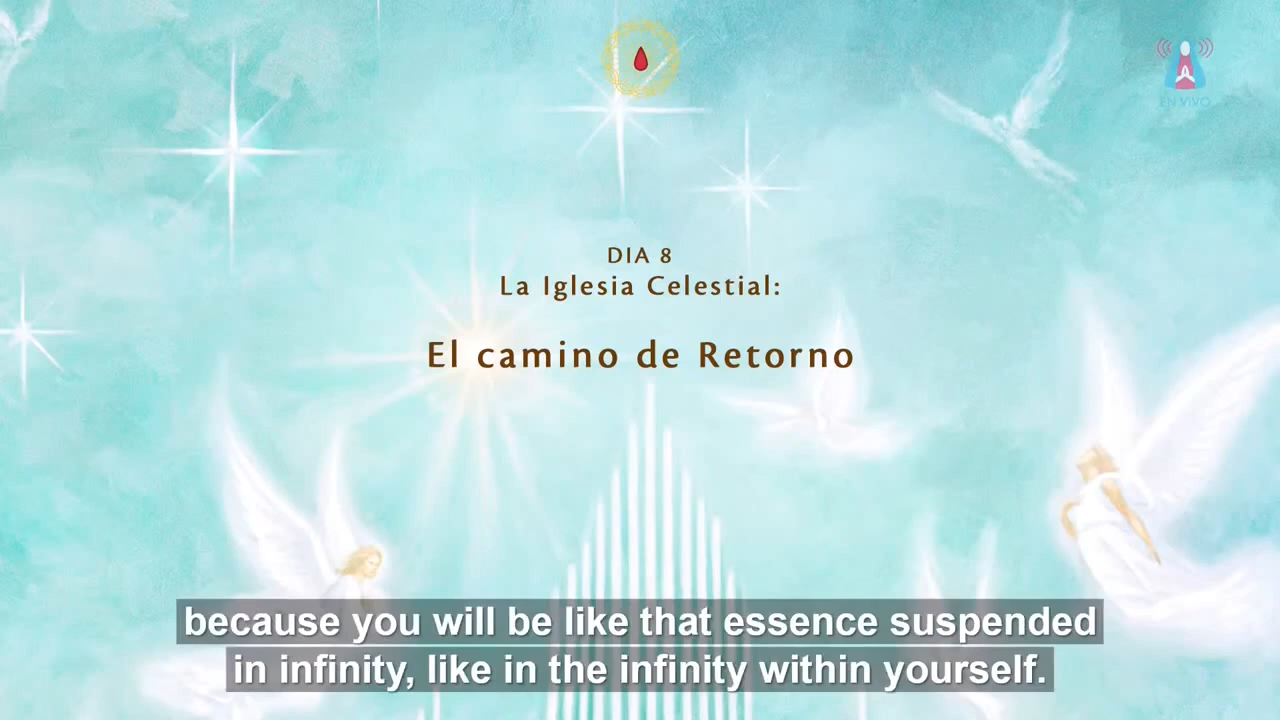 EN VIVO
DIA 8
La Iglesia Celestial:
El camino de Retorno
because you will be like that essence suspended
in infinity, like in the infinity within yourself.